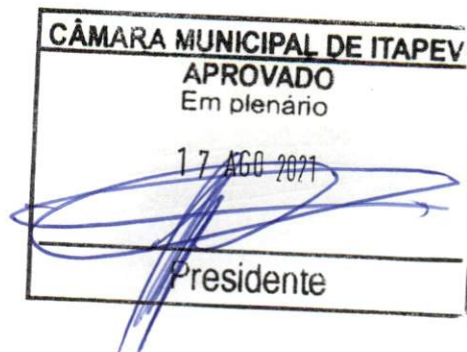 CÂMARA MUNICIPAL DE ITAPEV
APROVADO
Em plenário
17 AGO 2021
Presidente